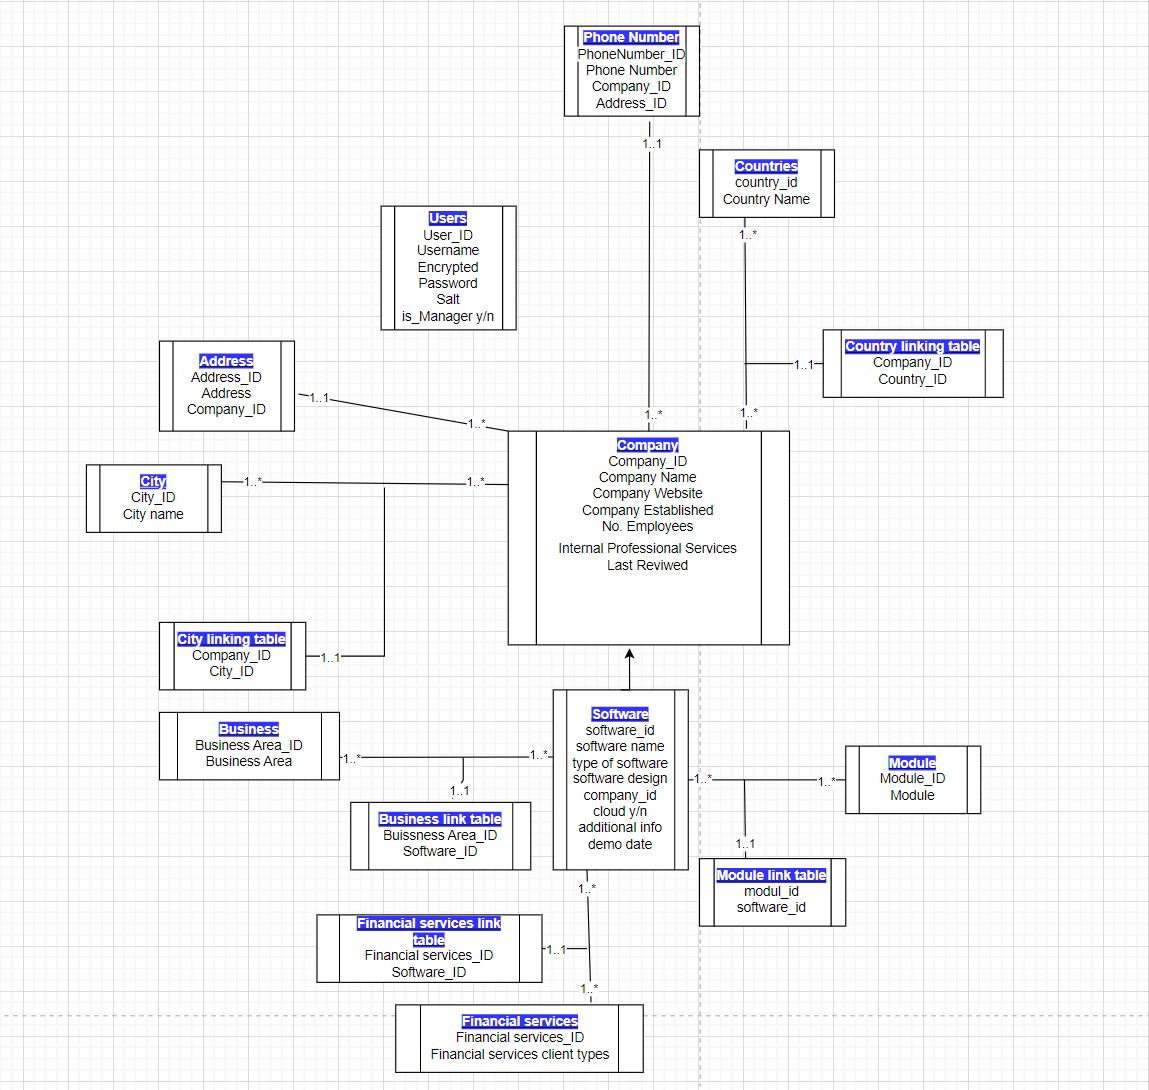 Phone Number
PhoneNumber_ID
Phone Number
Company_ID
Address_ID
1..1
Countries
country_id
Country Name
1..*
Users
User_ID
Username
Encrypted
Password
Salt
is_Manager y/n
Address
Address_ID
Address
Company_ID
1..1
1..*
Country linking table
Company_ID
Country_ID
1..1
1..*
1..*
City
City_ID
City name
1..*
1..*
Company
Company_ID
Company Name
Company Website
Company Established
No. Employees
Internal Professional Services
Last Reviwed
City linking table
Company_ID
City_ID
1..1
Business
Business Area_ID
Business Area
1..*
1..*
1..1
Business link table
Buissness Area_ID
Software_ID
Software
software_id
software name
type of software
software design
company_id
cloud y/n
additional info
demo date
1..*
1..*
Module
Module_ID
Module
1..1
Module link table
modul_id
software_id
1..*
Financial services link
table
Financial services_ID
Software_ID
1..1
1..*
Financial services
Financial services_ID
Financial services client types